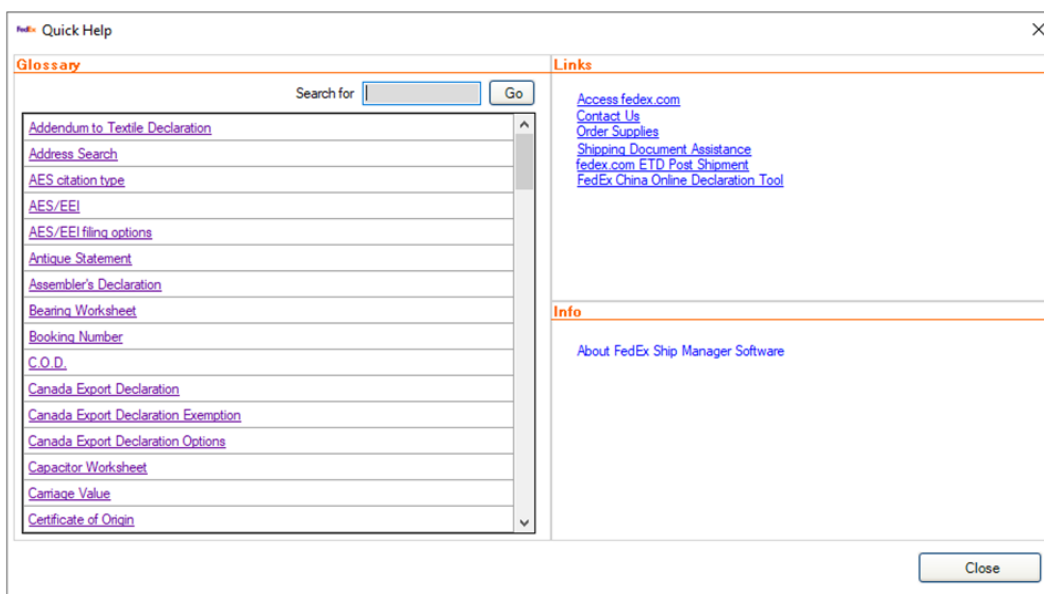 FedEx Quick Help
Glossary
Search for Go
Addendum to Textile Declaration
Address Search
AES citation type
AES/EEI
AES/EEI filing options
Antique Statement
Assembler's Declaration
Bearing Worksheet
Booking Number
C.O.D.
Canada Export Declaration
Canada Export Declaration Exemption
Canada Export Declaration Options
Capacitor Worksheet
Carriage Value
Certificate of Origin
Links
Access fedex.com
Contact Us
Order Supplies
Shipping Document Assistance
fedex.com ETD Post Shipment
FedEx China Online Declaration Tool
Info
About FedEx Ship Manager Software
Close